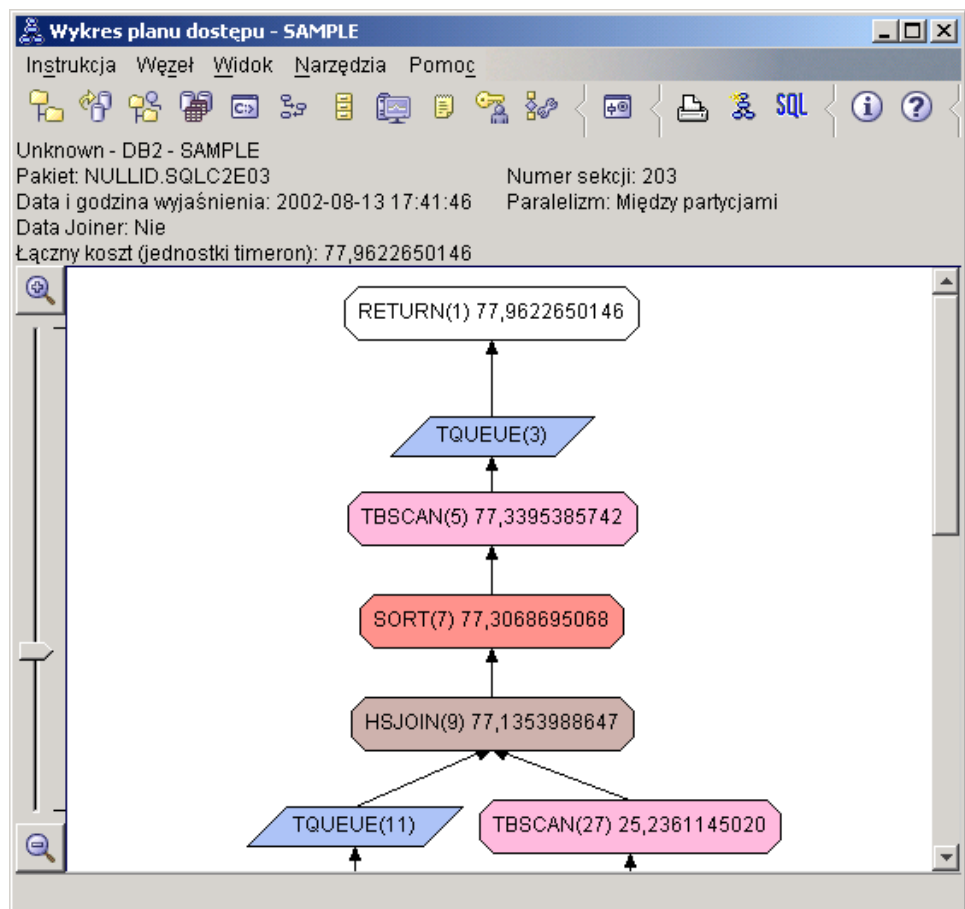 Wykres planu dostępu - SAMPLE
Instrukcja Węzeł Widok Narzędzia Pomoc
C:> SQL i ?
Unknown - DB2 - SAMPLE
Pakiet: NULLID.SQLC2E03 Numer sekcji: 203
Data i godzina wyjaśnienia: 2002-08-13 17:41:46 Paralelizm: Między partycjami
Data Joiner: Nie
Łączny koszt (jednostki timeron): 77,9622650146
RETURN(1) 77,9622650146
TQUEUE(3)
TBSCAN(5) 77,3395385742
SORT(7) 77,3068695068
HSJOIN(9) 77,1353988647
TQUEUE(11) TBSCAN(27) 25,2361145020